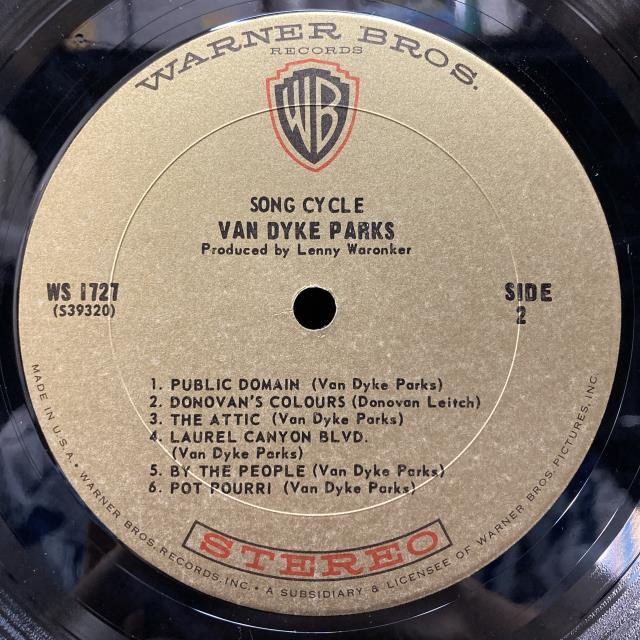 WARNER BROS.
RECORDS
WB
SONG CYCLE
VAN DYKE PARKS
Produced by Lenny Waronker
WS 1727
(S39320)
SIDE
2
1. PUBLIC DOMAIN (Van Dyke Parks)
2. DONOVAN'S COLOURS (Donovan Leitch)
3. THE ATTIC (Van Dyke Parks)
4. LAUREL CANYON BLVD.
(Van Dyke Parks)
5. BY THE PEOPLE (Van Dyke Parks)
6. POT POURRI (Van Dyke Parks)
STEREO
MADE IN U.S.A. • WARNER BROS. RECORDS, INC. • A SUBSIDIARY & LICENSEE OF WARNER BROS. PICTURES, INC.